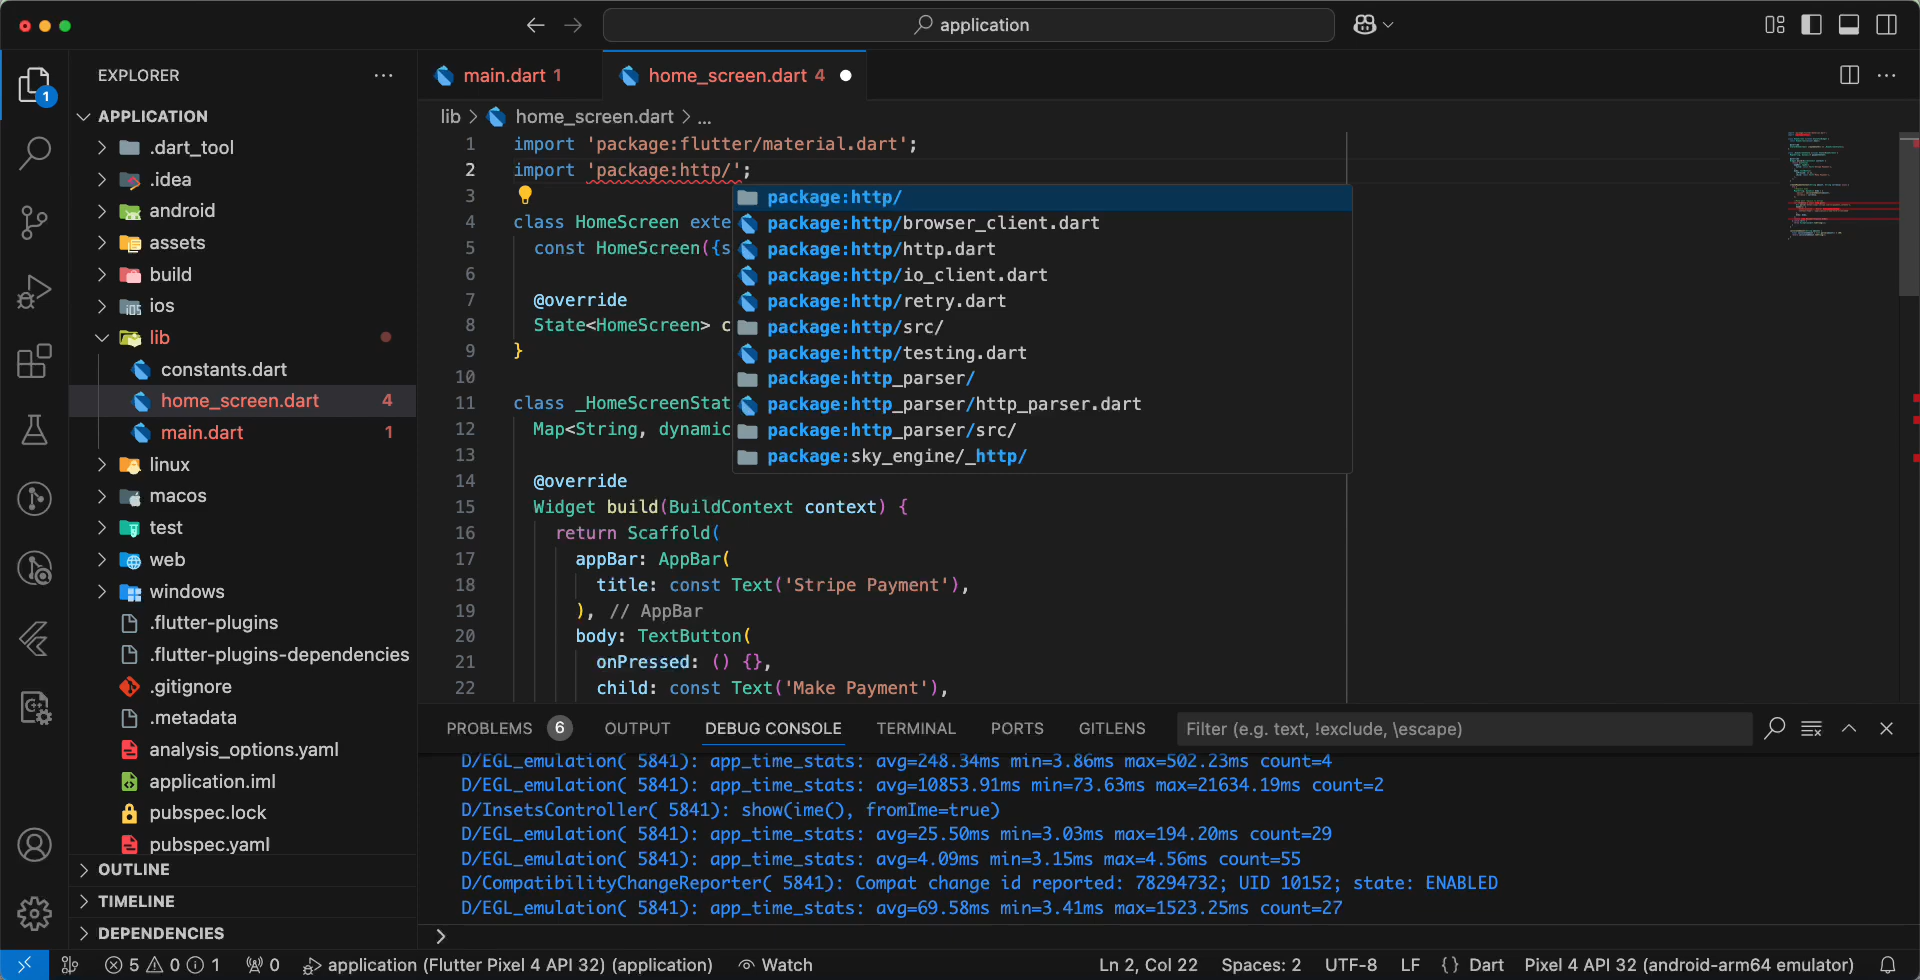 application
EXPLORER
APPLICATION
.dart_tool
.idea
android
assets
build
ios
lib
constants.dart
home_screen.dart 4
main.dart 1
linux
macos
test
web
windows
.flutter-plugins
.flutter-plugins-dependencies
.gitignore
.metadata
analysis_options.yaml
application.iml
pubspec.lock
pubspec.yaml
OUTLINE
TIMELINE
DEPENDENCIES
1
main.dart 1
home_screen.dart 4
lib > home_screen.dart > ...
1 import 'package:flutter/material.dart';
2 import 'package:http/';
3
4 class HomeScreen exte
5 const HomeScreen({s
6
7 @override
8 State<HomeScreen> c
9 }
10
11 class _HomeScreenStat
12 Map<String, dynamic
13
14 @override
15 Widget build(BuildContext context) {
16 return Scaffold(
17 appBar: AppBar(
18 title: const Text('Stripe Payment'),
19 ), // AppBar
20 body: TextButton(
21 onPressed: () {},
22 child: const Text('Make Payment'),
package:http/
package:http/browser_client.dart
package:http/http.dart
package:http/io_client.dart
package:http/retry.dart
package:http/src/
package:http/testing.dart
package:http_parser/
package:http_parser/http_parser.dart
package:http_parser/src/
package:sky_engine/_http/
PROBLEMS 6 OUTPUT DEBUG CONSOLE TERMINAL PORTS GITLENS Filter (e.g. text, !exclude, \escape)
D/EGL_emulation( 5841): app_time_stats: avg=248.34ms min=3.86ms max=502.23ms count=4
D/EGL_emulation( 5841): app_time_stats: avg=10853.91ms min=73.63ms max=21634.19ms count=2
D/InsetsController( 5841): show(ime(), fromIme=true)
D/EGL_emulation( 5841): app_time_stats: avg=25.50ms min=3.03ms max=194.20ms count=29
D/EGL_emulation( 5841): app_time_stats: avg=4.09ms min=3.15ms max=4.56ms count=55
D/CompatibilityChangeReporter( 5841): Compat change id reported: 78294732; UID 10152; state: ENABLED
D/EGL_emulation( 5841): app_time_stats: avg=69.58ms min=3.41ms max=1523.25ms count=27
>
5 0 1 0 application (Flutter Pixel 4 API 32) (application) Watch Ln 2, Col 22 Spaces: 2 UTF-8 LF {} Dart Pixel 4 API 32 (android-arm64 emulator)